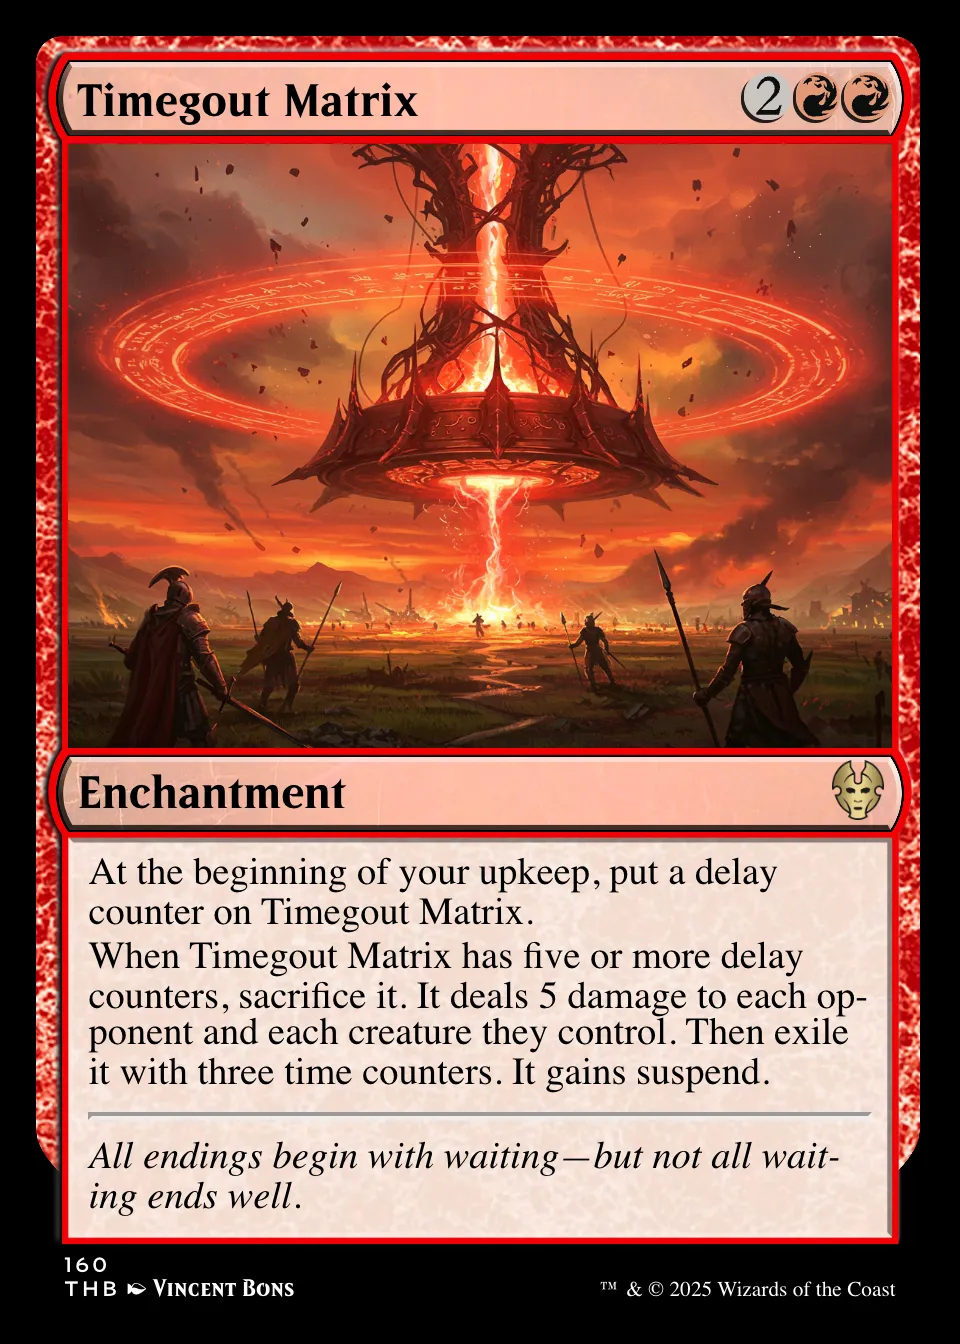 Timegout Matrix 2
Enchantment
At the beginning of your upkeep, put a delay
counter on Timegout Matrix.
When Timegout Matrix has five or more delay
counters, sacrifice it. It deals 5 damage to each op-
ponent and each creature they control. Then exile
it with three time counters. It gains suspend.
All endings begin with waiting—but not all wait-
ing ends well.
160
THB VINCENT BONS
™ & © 2025 Wizards of the Coast